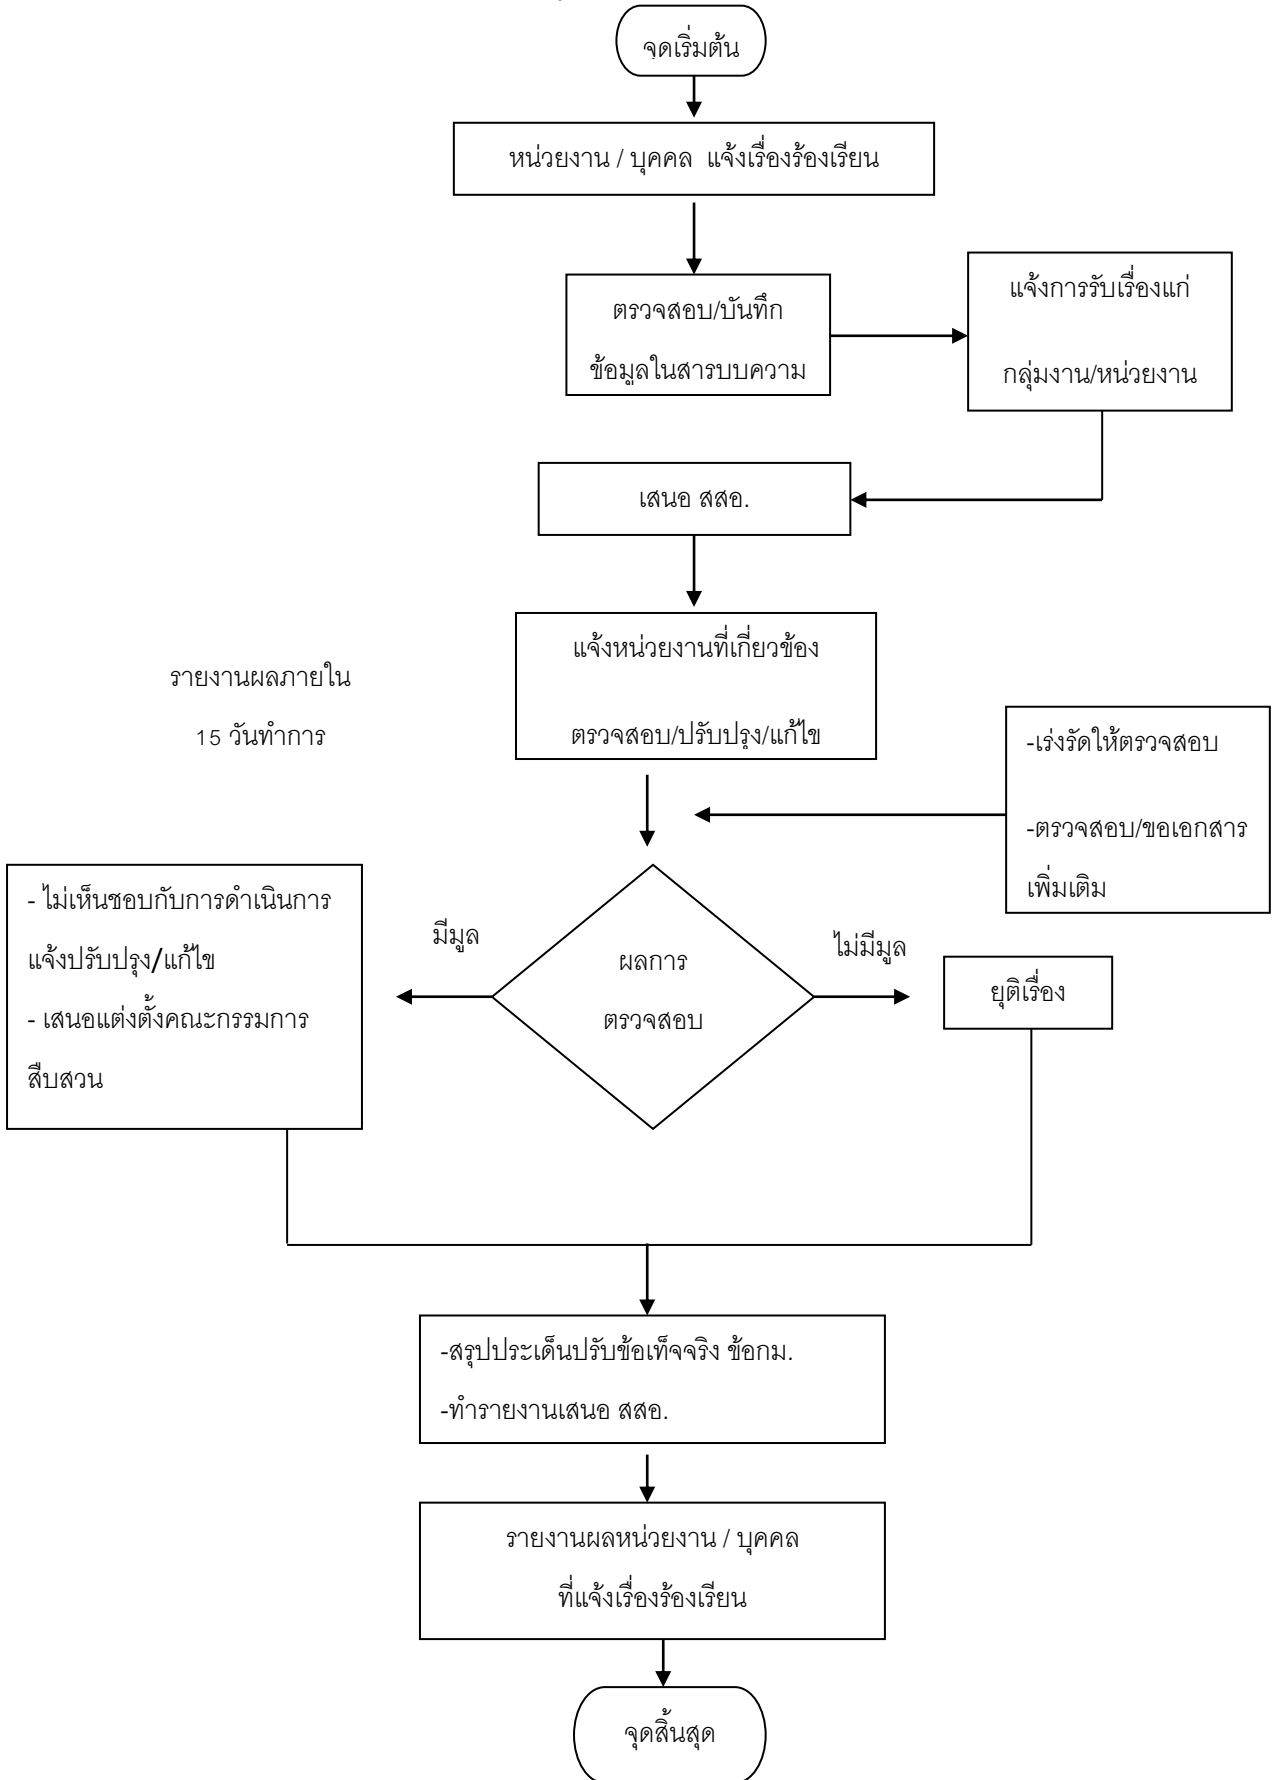 จุดเริ่มต้น
หน่วยงาน / บุคคล แจ้งเรื่องร้องเรียน
ตรวจสอบ/บันทึก
ข้อมูลในสารบบความ
แจ้งการรับเรื่องแก่
กลุ่มงาน/หน่วยงาน
เสนอ สสอ.
แจ้งหน่วยงานที่เกี่ยวข้อง
ตรวจสอบ/ปรับปรุง/แก้ไข
รายงานผลภายใน
15 วันทำการ
-เร่งรัดให้ตรวจสอบ
-ตรวจสอบ/ขอเอกสาร
เพิ่มเติม
- ไม่เห็นชอบกับการดำเนินการ
แจ้งปรับปรุง/แก้ไข
- เสนอแต่งตั้งคณะกรรมการ
สืบสวน
มีมูล
ผลการ
ตรวจสอบ
ไม่มีมูล
ยุติเรื่อง
-สรุปประเด็นปรับข้อเท็จจริง ข้อกม.
-ทำรายงานเสนอ สสอ.
รายงานผลหน่วยงาน / บุคคล
ที่แจ้งเรื่องร้องเรียน
จุดสิ้นสุด